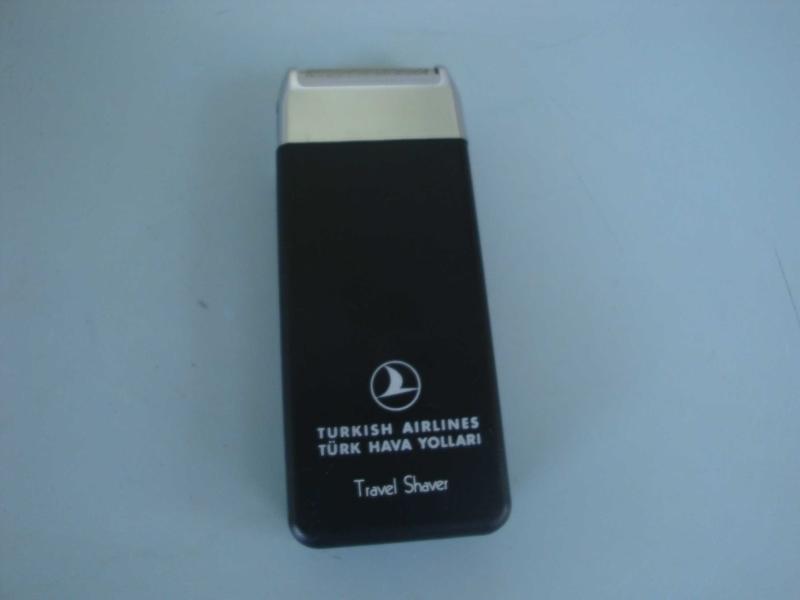 TURKISH AIRLINES
TÜRK HAVA YOLLARI
Travel Shaver